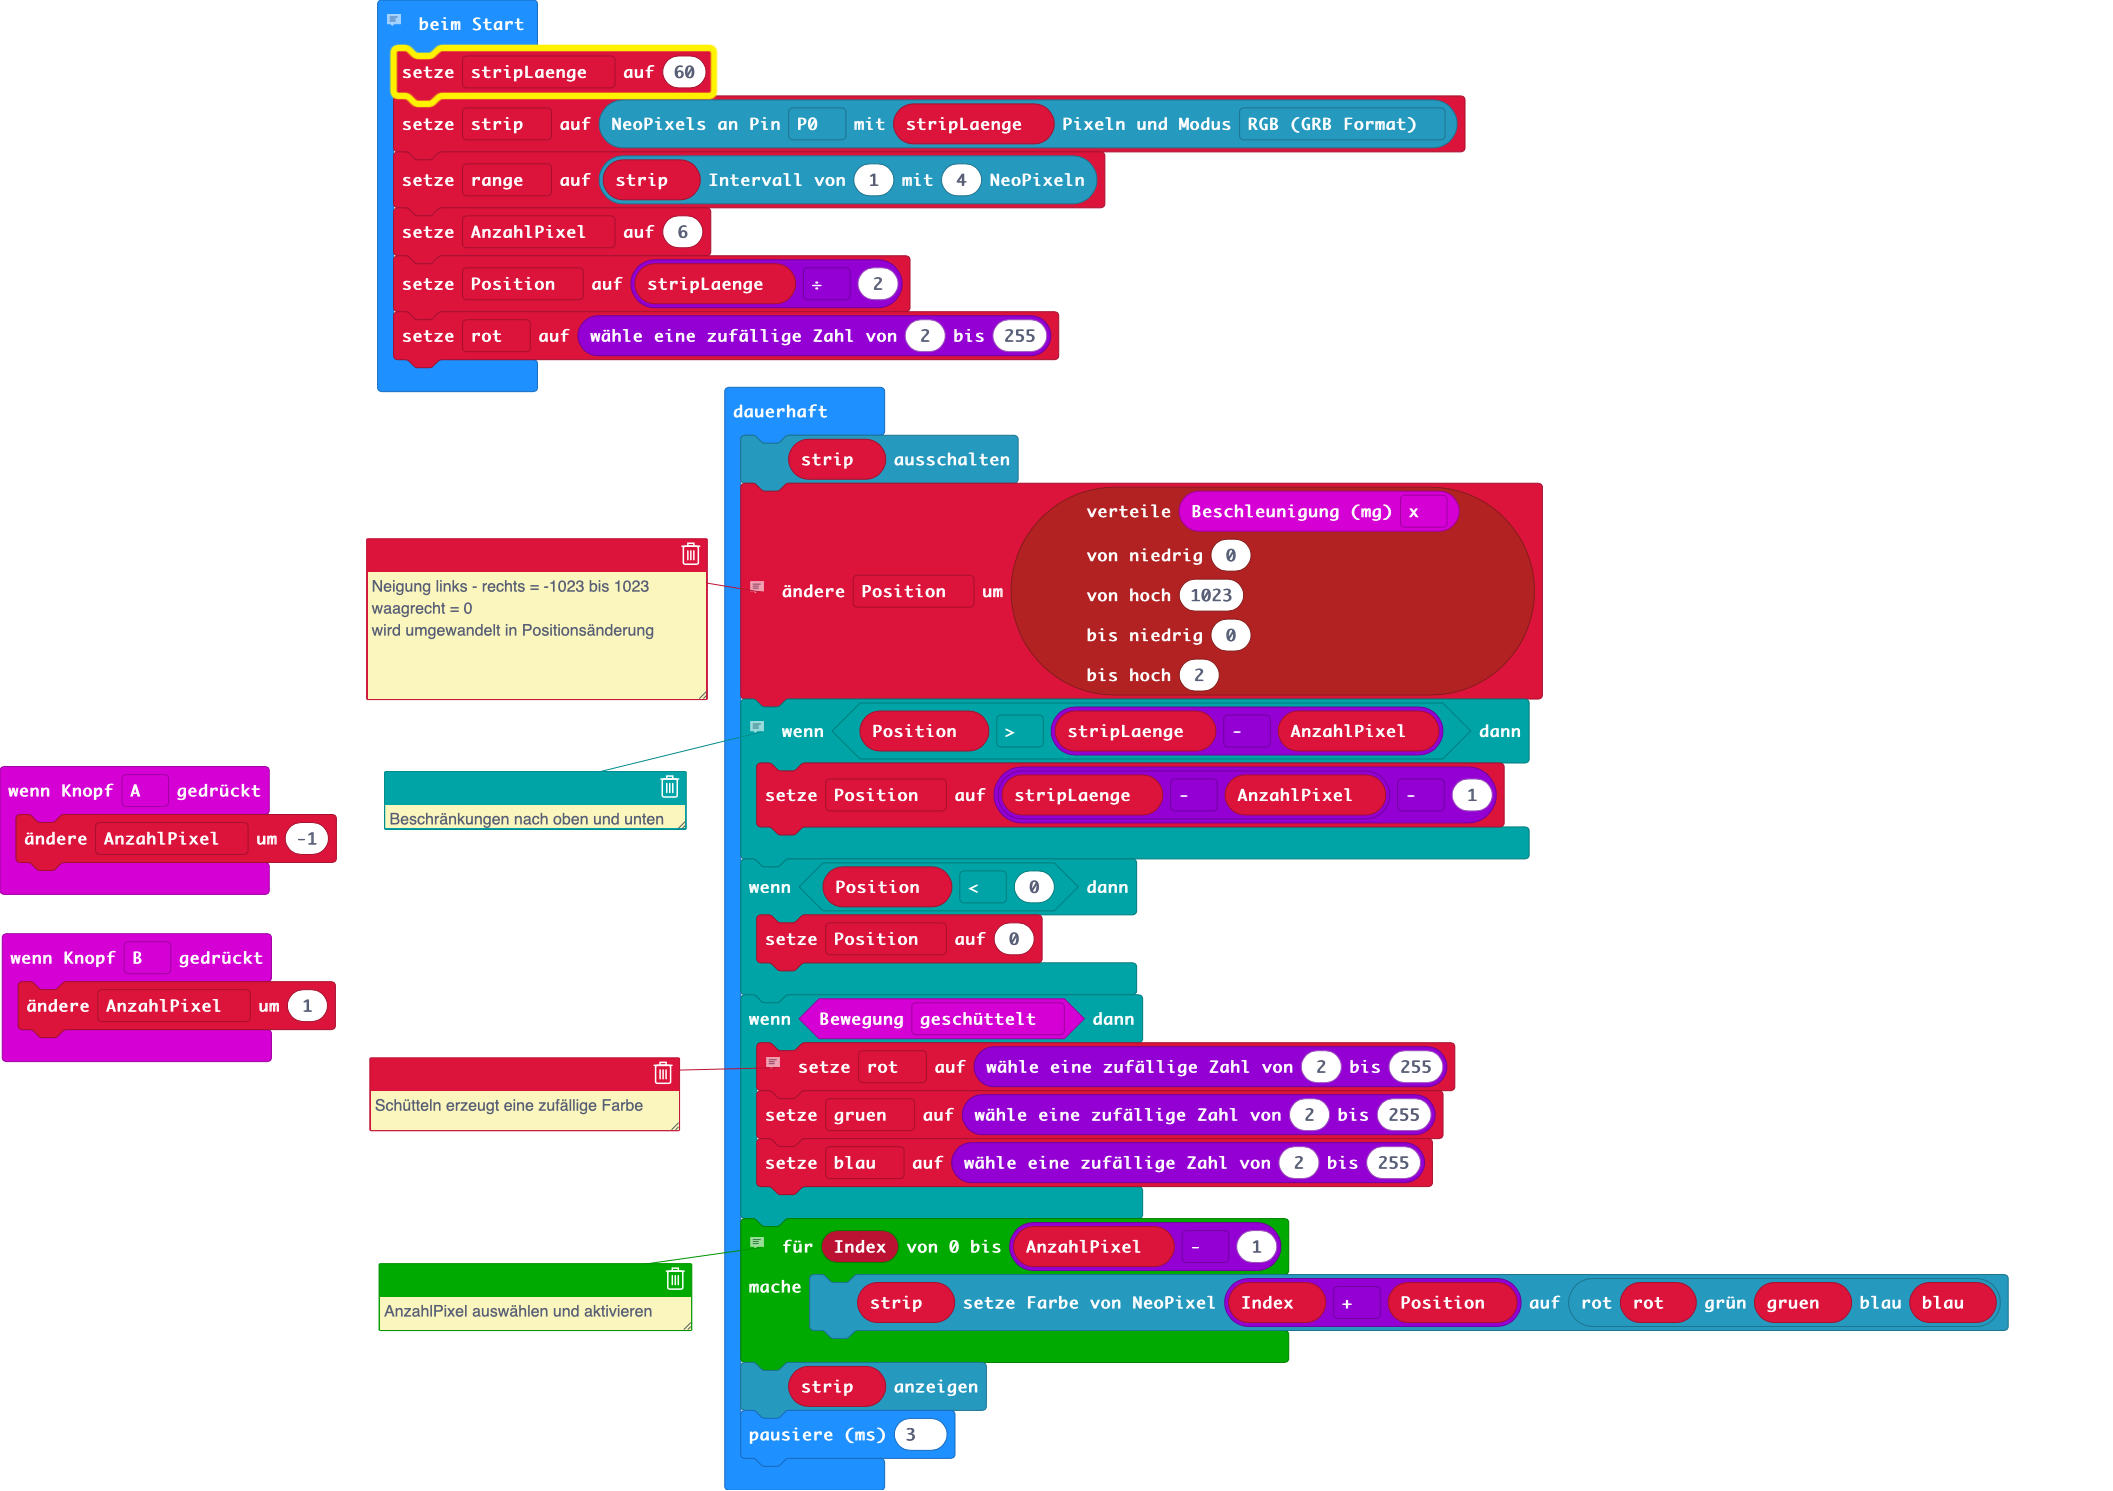 beim Start
setze stripLaenge auf 60
setze strip auf NeoPixels an Pin P0 mit stripLaenge Pixeln und Modus RGB (GRB Format)
setze range auf strip Intervall von 1 mit 4 NeoPixeln
setze AnzahlPixel auf 6
setze Position auf stripLaenge ÷ 2
setze rot auf wähle eine zufällige Zahl von 2 bis 255
dauerhaft
strip ausschalten
verteile Beschleunigung (mg) x
von niedrig 0
ändere Position um
von hoch 1023
bis niedrig 0
bis hoch 2
Neigung links - rechts = -1023 bis 1023
waagrecht = 0
wird umgewandelt in Positionsänderung
wenn Position > stripLaenge - AnzahlPixel dann
setze Position auf stripLaenge - AnzahlPixel - 1
Beschränkungen nach oben und unten
wenn Knopf A gedrückt
ändere AnzahlPixel um -1
wenn Position < 0 dann
setze Position auf 0
wenn Knopf B gedrückt
ändere AnzahlPixel um 1
wenn Bewegung geschüttelt dann
setze rot auf wähle eine zufällige Zahl von 2 bis 255
setze gruen auf wähle eine zufällige Zahl von 2 bis 255
setze blau auf wähle eine zufällige Zahl von 2 bis 255
Schütteln erzeugt eine zufällige Farbe
für Index von 0 bis AnzahlPixel - 1
mache
strip setze Farbe von NeoPixel Index + Position auf rot rot grün gruen blau blau
AnzahlPixel auswählen und aktivieren
strip anzeigen
pausiere (ms) 3